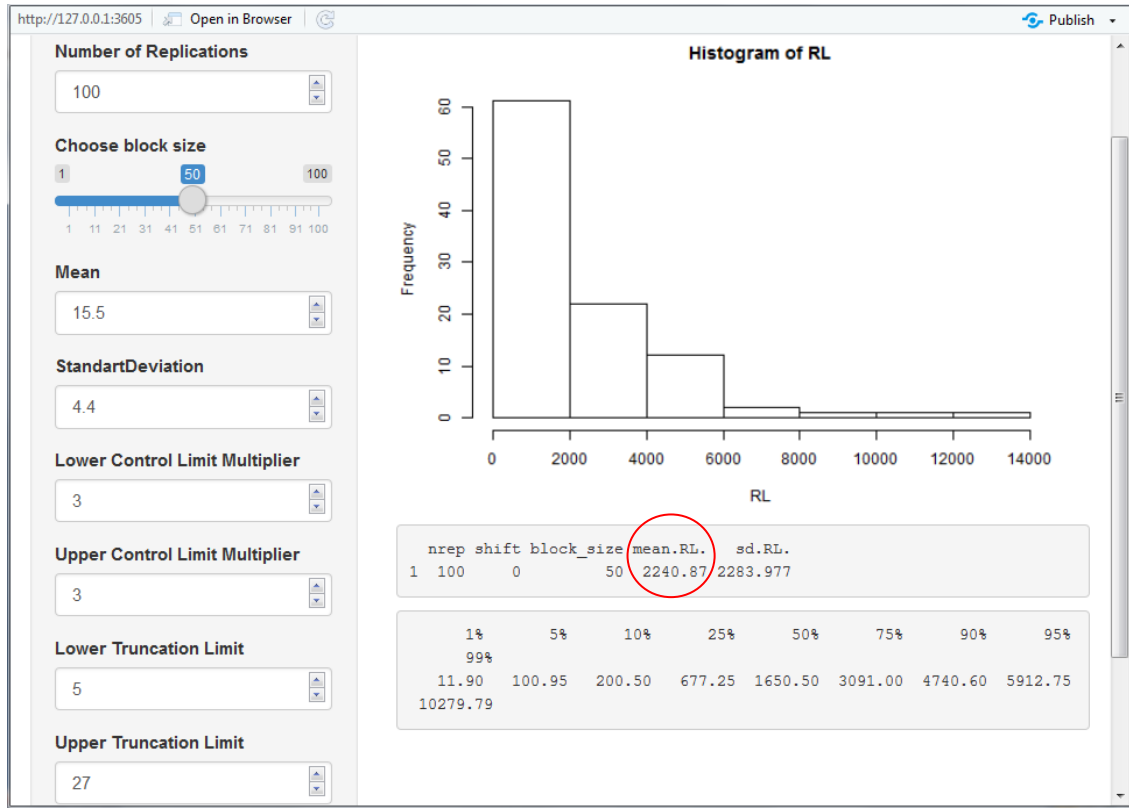 http://127.0.0.1:3605 Open in Browser Publish
Number of Replications
100
Choose block size
1 50 100
1 11 21 31 41 51 61 71 81 91 100
Mean
15.5
StandartDeviation
4.4
Lower Control Limit Multiplier
3
Upper Control Limit Multiplier
3
Lower Truncation Limit
5
Upper Truncation Limit
27
Histogram of RL
Frequency
60
50
40
30
20
10
0
0 2000 4000 6000 8000 10000 12000 14000
RL
nrep shift block_size mean.RL. sd.RL.
1 100 0 50 2240.87 2283.977
1% 5% 10% 25% 50% 75% 90% 95%
99%
11.90 100.95 200.50 677.25 1650.50 3091.00 4740.60 5912.75
10279.79